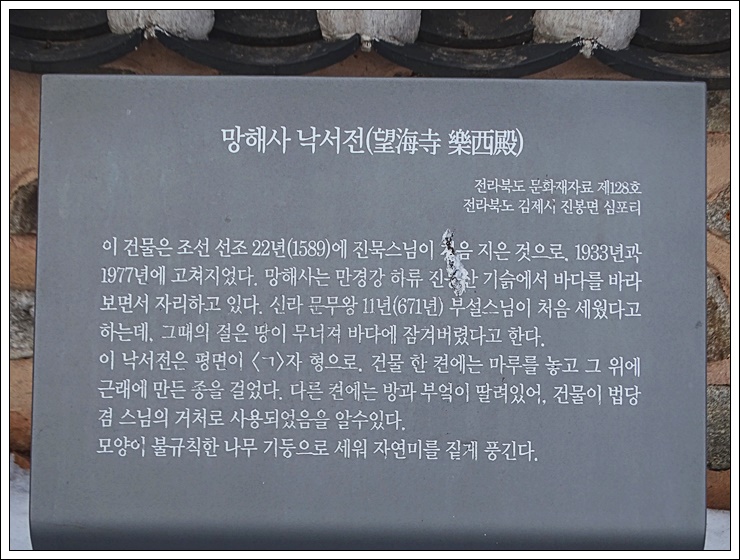 망해사 낙서전(望海寺 樂西殿)
전라북도 문화재자료 제128호
전라북도 김제시 진봉면 심포리
이 건물은 조선 선조 22년(1589)에 진묵스님이 처음 지은 것으로, 1933년과
1977년에 고쳐지었다. 망해사는 만경강 하류 진봉산 기슭에서 바다를 바라
보면서 자리하고 있다. 신라 문무왕 11년(671년) 부설스님이 처음 세웠다고
하는데, 그때의 절은 땅이 무너져 바다에 잠겨버렸다고 한다.
이 낙서전은 평면이 〈ㄱ〉자 형으로, 건물 한 켠에는 마루를 놓고 그 위에
근래에 만든 종을 걸었다. 다른 켠에는 방과 부엌이 딸려있어, 건물이 법당
겸 스님의 거처로 사용되었음을 알수있다.
모양이 불규칙한 나무 기둥으로 세워 자연미를 짙게 풍긴다.